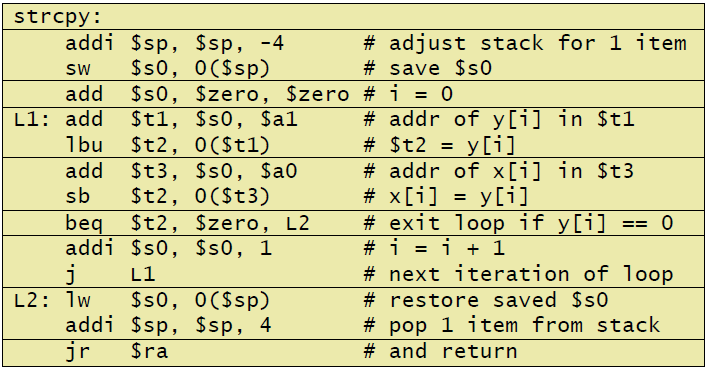 strcpy:
    addi $sp, $sp, -4      # adjust stack for 1 item
    sw   $s0, 0($sp)       # save $s0
    add  $s0, $zero, $zero # i = 0
L1: add  $t1, $s0, $a1     # addr of y[i] in $t1
    lbu  $t2, 0($t1)       # $t2 = y[i]
    add  $t3, $s0, $a0     # addr of x[i] in $t3
    sb   $t2, 0($t3)       # x[i] = y[i]
    beq  $t2, $zero, L2    # exit loop if y[i] == 0
    addi $s0, $s0, 1       # i = i + 1
    j    L1                # next iteration of loop
L2: lw   $s0, 0($sp)       # restore saved $s0
    addi $sp, $sp, 4       # pop 1 item from stack
    jr   $ra               # and return